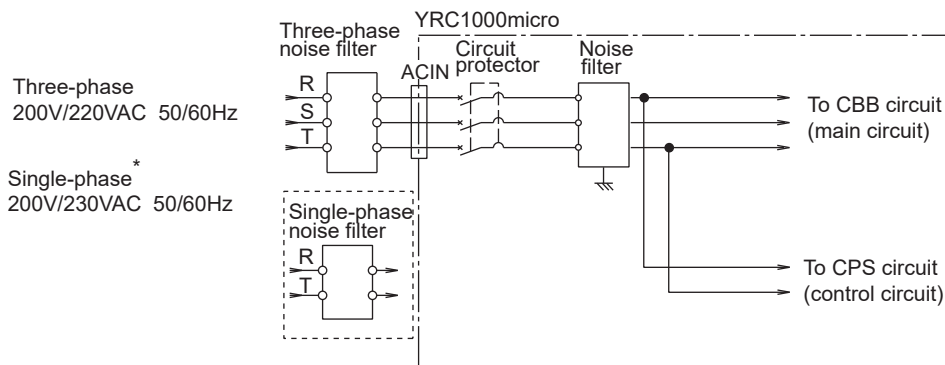 YRC1000micro
Three-phase
noise filter
ACIN
Circuit
protector
Noise
filter
R
S
T
Three-phase
200V/220VAC 50/60Hz
To CBB circuit
(main circuit)
Single-phase*
200V/230VAC 50/60Hz
Single-phase
noise filter
R
T
To CPS circuit
(control circuit)